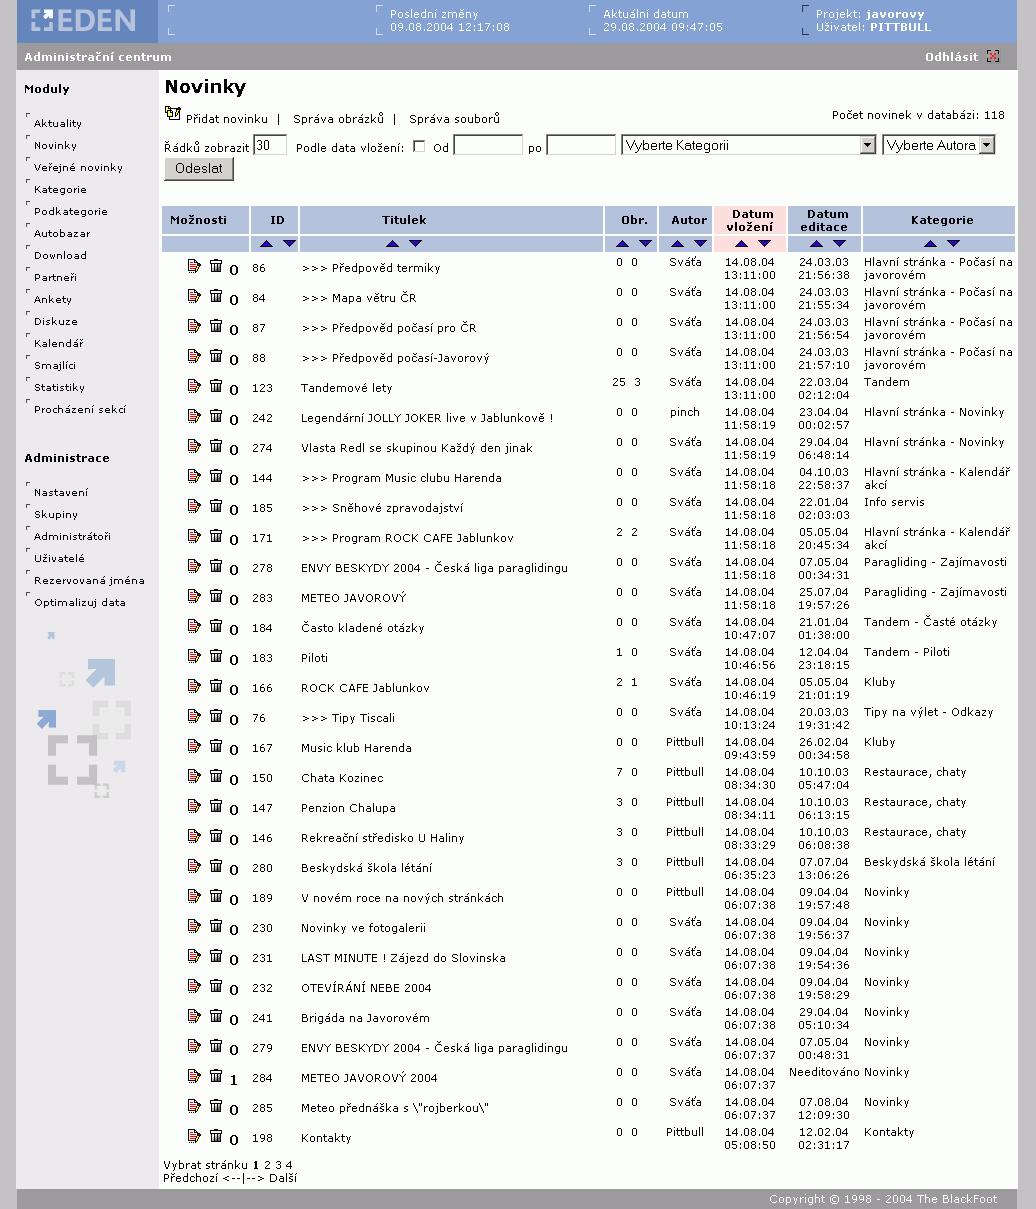 EDEN
Poslední změny
09.08.2004 12:17:08
Aktuální datum
29.08.2004 09:47:05
Projekt: javorovy
Uživatel: PITTBULL
Administrační centrum
Odhlásit
Moduly
Aktuality
Novinky
Veřejné novinky
Kategorie
Podkategorie
Autobazar
Download
Partneři
Ankety
Diskuze
Kalendář
Smajlíci
Statistiky
Procházení sekcí
Administrace
Nastavení
Skupiny
Administrátoři
Uživatelé
Rezervovaná jména
Optimalizuj data
Novinky
Přidat novinku | Správa obrázků | Správa souborů
Počet novinek v databázi: 118
Řádků zobrazit 30 Podle data vložení: Od po Vyberte Kategorii Vyberte Autora
Odeslat
Možnosti ID Titulek Obr. Autor Datum vložení Datum editace Kategorie
0 86 >>> Předpověd termiky 0 0 Sváťa 14.08.04 24.03.03 Hlavní stránka - Počasí na
13:11:00 21:56:38 javorovém
0 84 >>> Mapa větru ČR 0 0 Sváťa 14.08.04 24.03.03 Hlavní stránka - Počasí na
13:11:00 21:55:34 javorovém
0 87 >>> Předpověd počasí pro ČR 0 0 Sváťa 14.08.04 24.03.03 Hlavní stránka - Počasí na
13:11:00 21:56:54 javorovém
0 88 >>> Předpověd počasí-Javorový 0 0 Sváťa 14.08.04 24.03.03 Hlavní stránka - Počasí na
13:11:00 21:57:10 javorovém
0 123 Tandemové lety 25 3 Sváťa 14.08.04 22.03.04 Tandem
13:11:00 02:12:04
0 242 Legendární JOLLY JOKER live v Jablunkově ! 0 0 pinch 14.08.04 23.04.04 Hlavní stránka - Novinky
11:58:19 00:02:57
0 274 Vlasta Redl se skupinou Každý den jinak 0 0 Sváťa 14.08.04 29.04.04 Hlavní stránka - Novinky
11:58:19 06:48:14
0 144 >>> Program Music clubu Harenda 0 0 Sváťa 14.08.04 04.10.03 Hlavní stránka - Kalendář
11:58:18 22:58:37 akcí
0 185 >>> Sněhové zpravodajství 0 0 Sváťa 14.08.04 22.01.04 Info servis
11:58:18 02:03:03
0 171 >>> Program ROCK CAFE Jablunkov 2 2 Sváťa 14.08.04 05.05.04 Hlavní stránka - Kalendář
11:58:18 20:45:34 akcí
0 278 ENVY BESKYDY 2004 - Česká liga paraglidingu 0 0 Sváťa 14.08.04 07.05.04 Paragliding - Zajímavosti
11:58:18 00:34:31
0 283 METEO JAVOROVÝ 0 0 Sváťa 14.08.04 25.07.04 Paragliding - Zajímavosti
11:58:18 19:57:26
0 184 Často kladené otázky 0 0 Sváťa 14.08.04 21.01.04 Tandem - Časté otázky
10:47:07 01:38:00
0 183 Piloti 1 0 Sváťa 14.08.04 12.04.04 Tandem - Piloti
10:46:56 23:18:15
0 166 ROCK CAFE Jablunkov 2 1 Sváťa 14.08.04 05.05.04 Kluby
10:46:19 21:01:19
0 76 >>> Tipy Tiscali 0 0 Sváťa 14.08.04 20.03.03 Tipy na výlet - Odkazy
10:13:24 19:31:42
0 167 Music klub Harenda 0 0 Pittbull 14.08.04 26.02.04 Kluby
09:43:59 00:34:58
0 150 Chata Kozinec 7 0 Pittbull 14.08.04 10.10.03 Restaurace, chaty
08:34:30 05:47:04
0 147 Penzion Chalupa 3 0 Pittbull 14.08.04 10.10.03 Restaurace, chaty
08:34:11 06:13:15
0 146 Rekreační středisko U Haliny 3 0 Pittbull 14.08.04 10.10.03 Restaurace, chaty
08:33:29 06:08:38
0 280 Beskydská škola létání 3 0 Pittbull 14.08.04 07.07.04 Beskydská škola létání
06:35:23 13:06:26
0 189 V novém roce na nových stránkách 0 0 Pittbull 14.08.04 09.04.04 Novinky
06:07:38 19:57:48
0 230 Novinky ve fotogalerii 0 0 Sváťa 14.08.04 09.04.04 Novinky
06:07:38 19:56:37
0 231 LAST MINUTE ! Zájezd do Slovinska 0 0 Sváťa 14.08.04 09.04.04 Novinky
06:07:38 19:54:36
0 232 OTEVÍRÁNÍ NEBE 2004 0 0 Sváťa 14.08.04 09.04.04 Novinky
06:07:38 19:58:29
0 241 Brigáda na Javorovém 0 0 Sváťa 14.08.04 29.04.04 Novinky
06:07:38 05:10:34
0 279 ENVY BESKYDY 2004 - Česká liga paraglidingu 0 0 Sváťa 14.08.04 07.05.04 Novinky
06:07:37 00:48:31
1 284 METEO JAVOROVÝ 2004 0 0 Sváťa 14.08.04 Needitováno Novinky
06:07:37
0 285 Meteo přednáška s \"rojberkou\" 0 0 Sváťa 14.08.04 07.08.04 Novinky
06:07:37 12:09:30
0 198 Kontakty 0 0 Pittbull 14.08.04 12.02.04 Kontakty
05:08:50 02:31:17
Vybrat stránku 1 2 3 4
Předchozí <--|--> Další
Copyright © 1998 - 2004 The BlackFoot